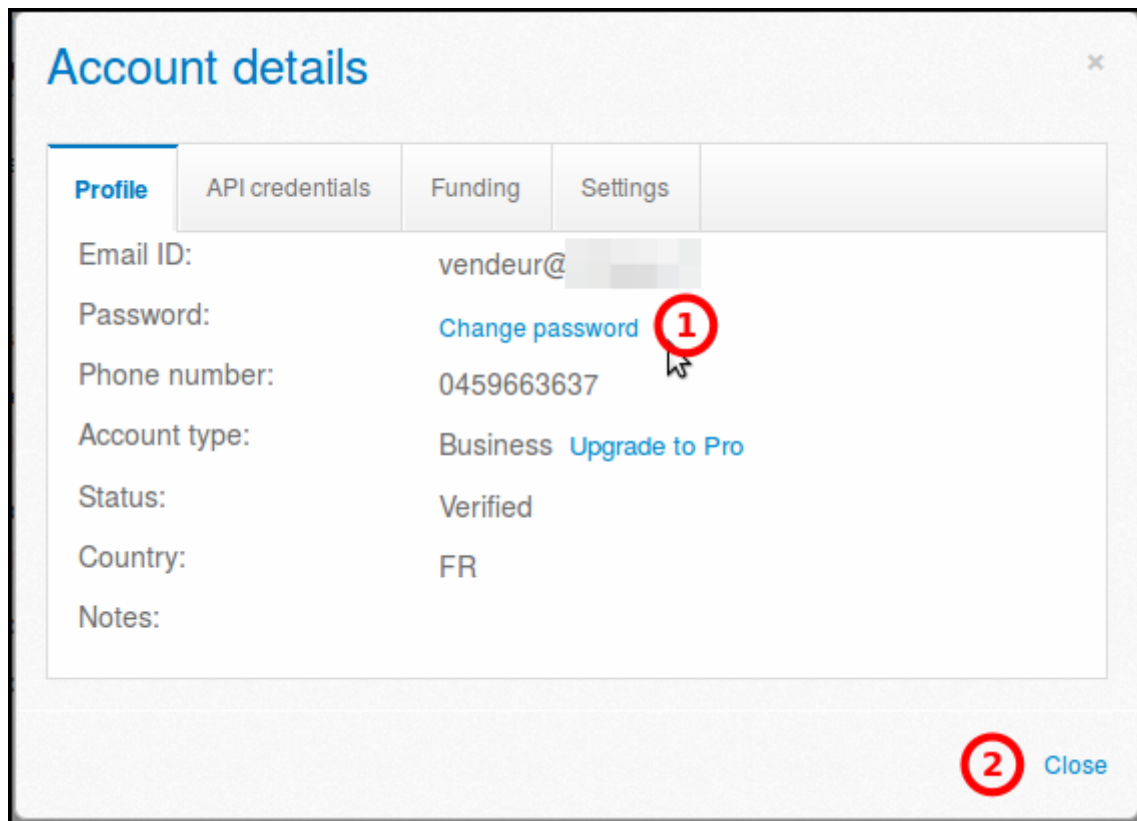 Account details
×
Profile API credentials Funding Settings
Email ID: vendeur@
Password: Change password 1
Phone number: 0459663637
Account type: Business Upgrade to Pro
Status: Verified
Country: FR
Notes:
2 Close